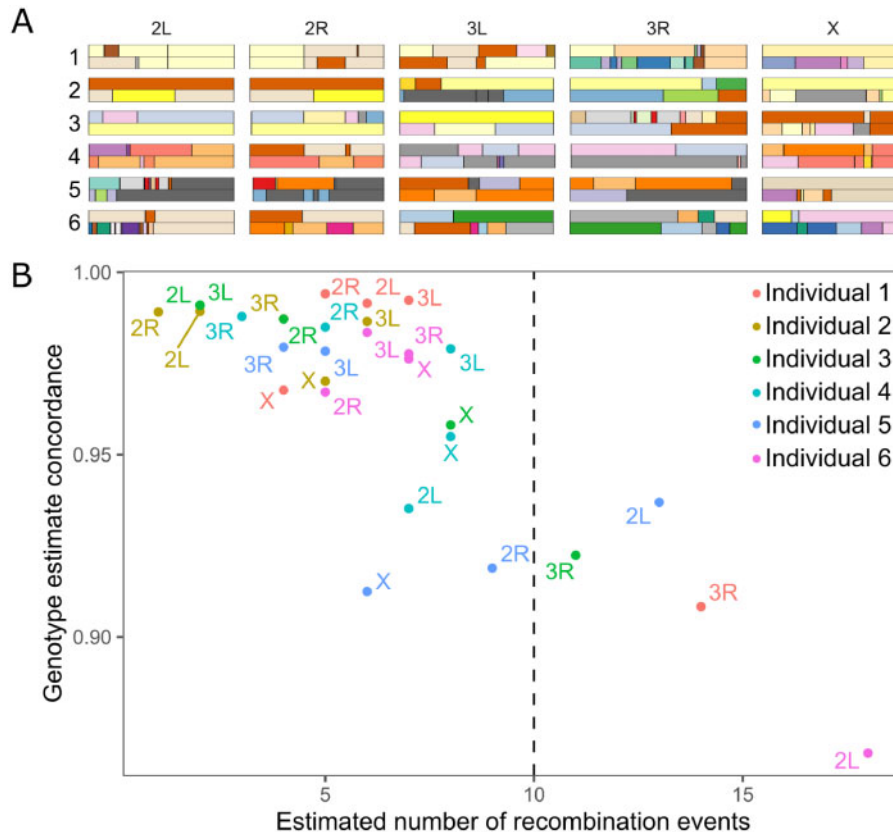 A
2L 2R 3L 3R X
1
2
3
4
5
6
B
Genotype estimate concordance
1.00
0.95
0.90
2R
2L
2L
3L
3R
3R
2R
2R
2R
2L
3L
3L
3L
3R
X
3R
3L
X
X
2R
3L
X
X
2L
X
2R
3R
2L
3R
2L
Individual 1
Individual 2
Individual 3
Individual 4
Individual 5
Individual 6
5 10 15
Estimated number of recombination events